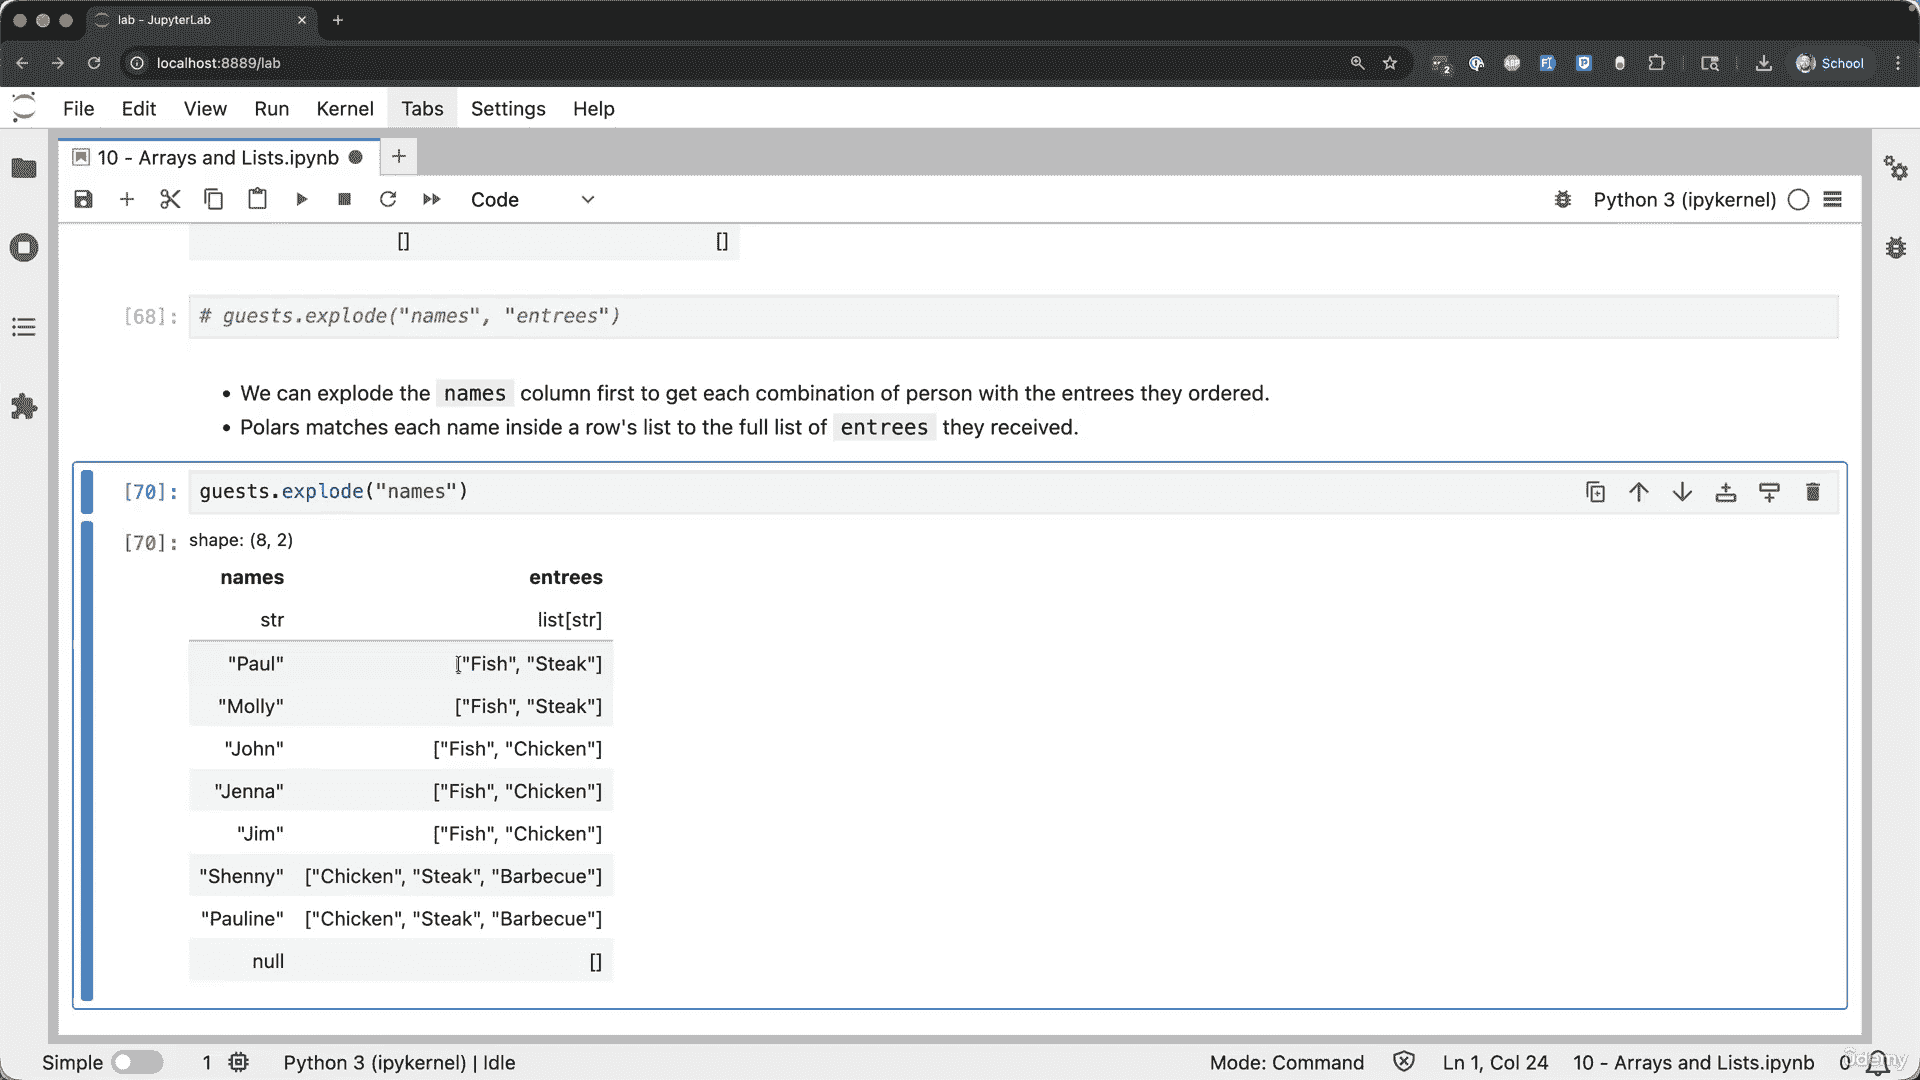 lab - JupyterLab
localhost:8889/lab
2
ABP
School
File Edit View Run Kernel Tabs Settings Help
10 - Arrays and Lists.ipynb
Code
Python 3 (ipykernel)
[] []
[68]: # guests.explode("names", "entrees")
• We can explode the names column first to get each combination of person with the entrees they ordered.
• Polars matches each name inside a row's list to the full list of entrees they received.
[70]: guests.explode("names")
[70]: shape: (8, 2)
names entrees
str list[str]
"Paul" ["Fish", "Steak"]
"Molly" ["Fish", "Steak"]
"John" ["Fish", "Chicken"]
"Jenna" ["Fish", "Chicken"]
"Jim" ["Fish", "Chicken"]
"Shenny" ["Chicken", "Steak", "Barbecue"]
"Pauline" ["Chicken", "Steak", "Barbecue"]
null []
Simple 1 Python 3 (ipykernel) | Idle Mode: Command Ln 1, Col 24 10 - Arrays and Lists.ipynb 0
Udemy